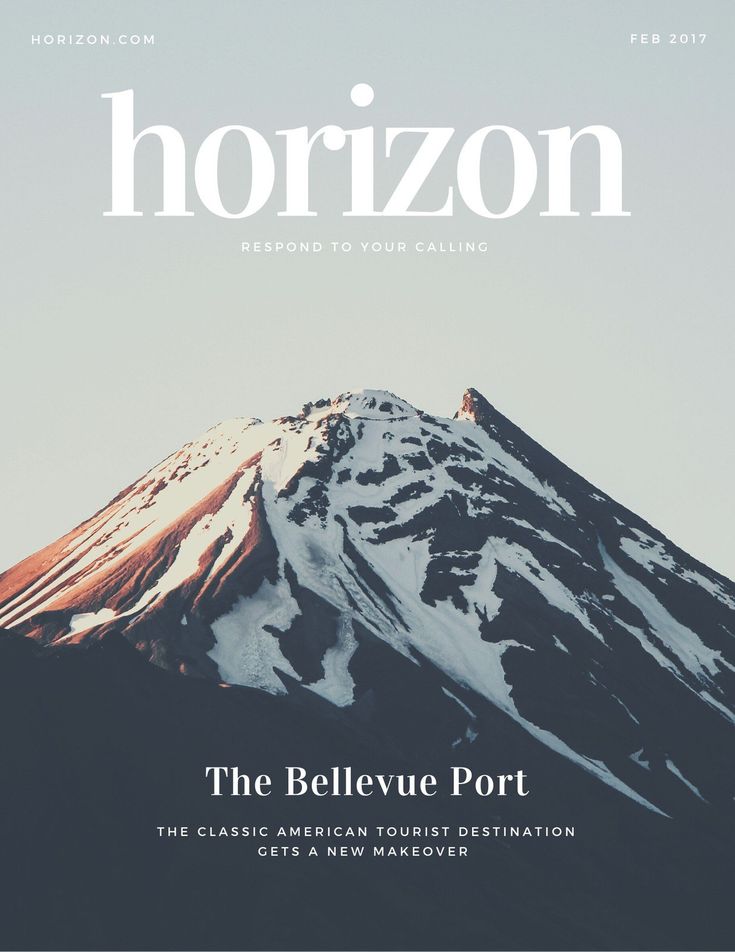 HORIZON.COM
FEB 2017
horizon
RESPOND TO YOUR CALLING
The Bellevue Port
THE CLASSIC AMERICAN TOURIST DESTINATION
GETS A NEW MAKEOVER